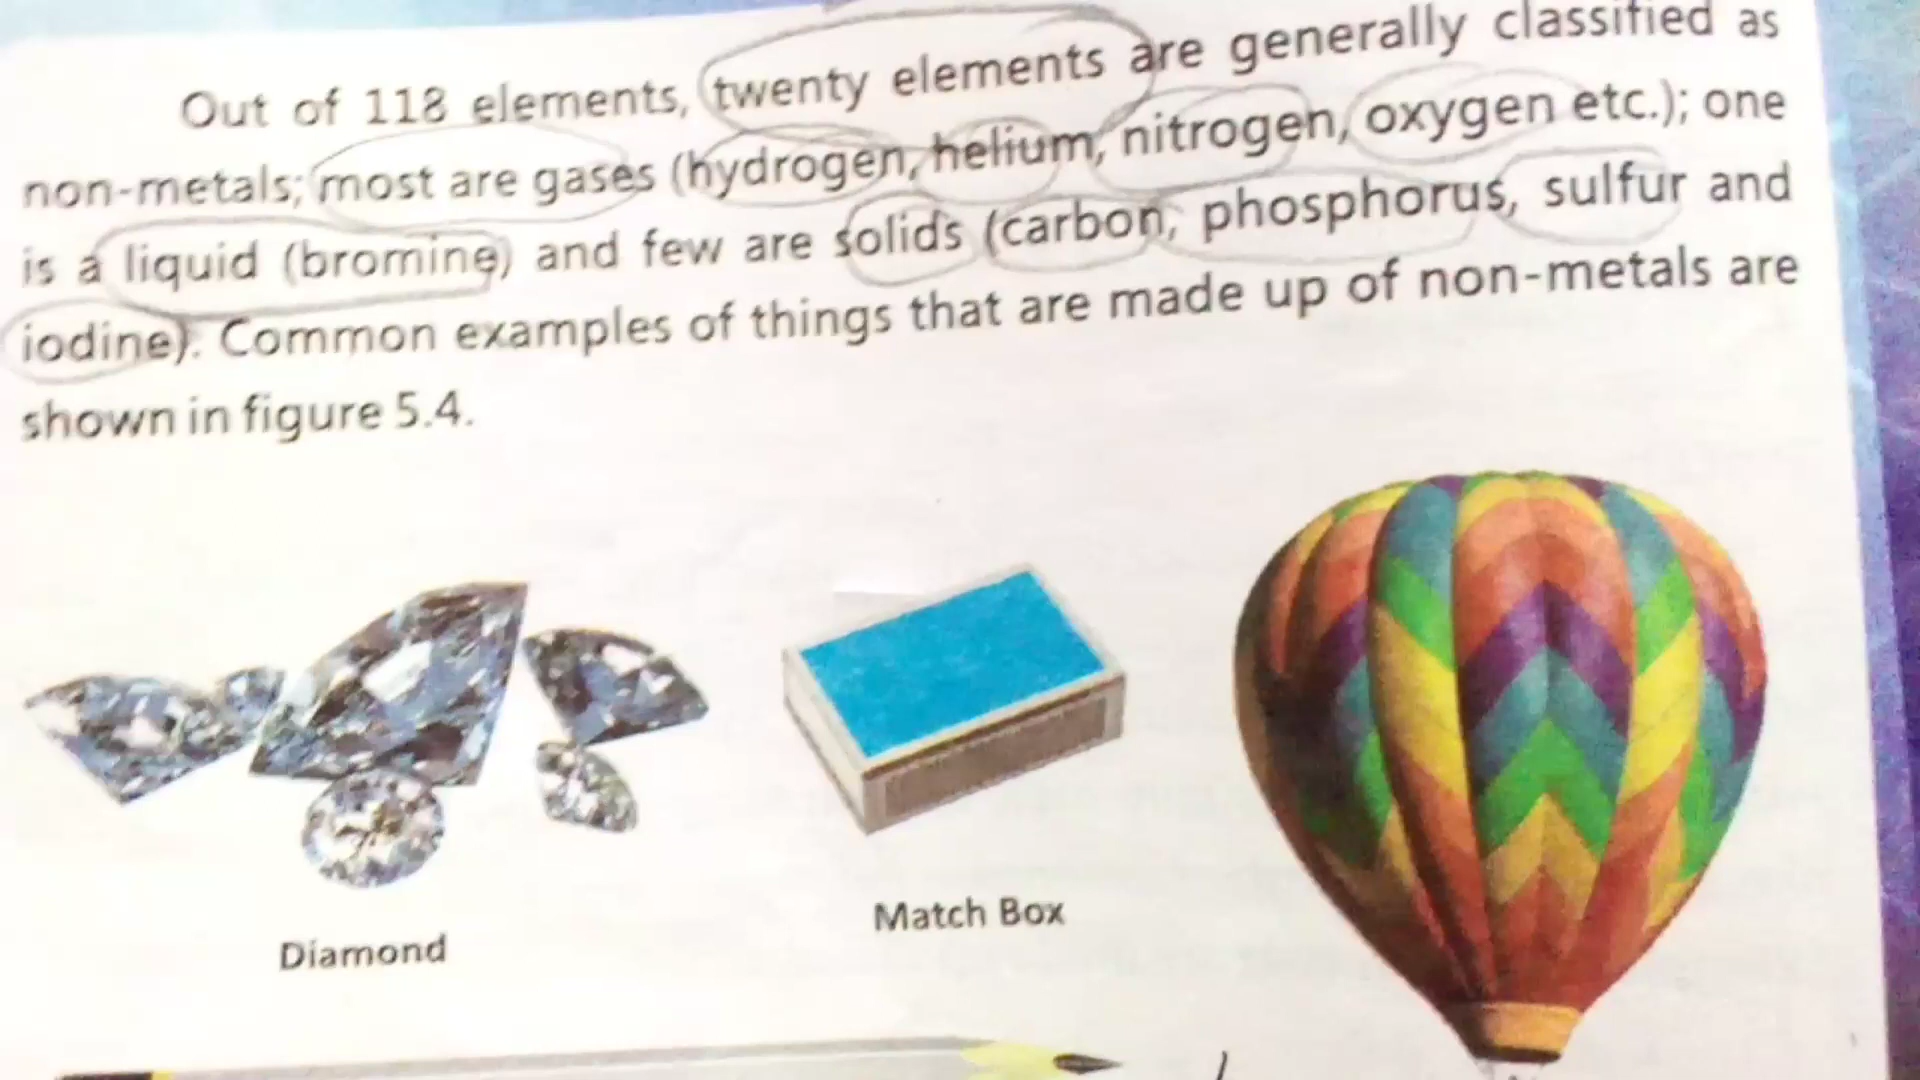 Out of 118 elements, twenty elements are generally classified as
non-metals; most are gases (hydrogen, helium, nitrogen, oxygen etc.); one
is a liquid (bromine) and few are solids (carbon, phosphorus, sulfur and
iodine). Common examples of things that are made up of non-metals are
shown in figure 5.4.
Diamond
Match Box